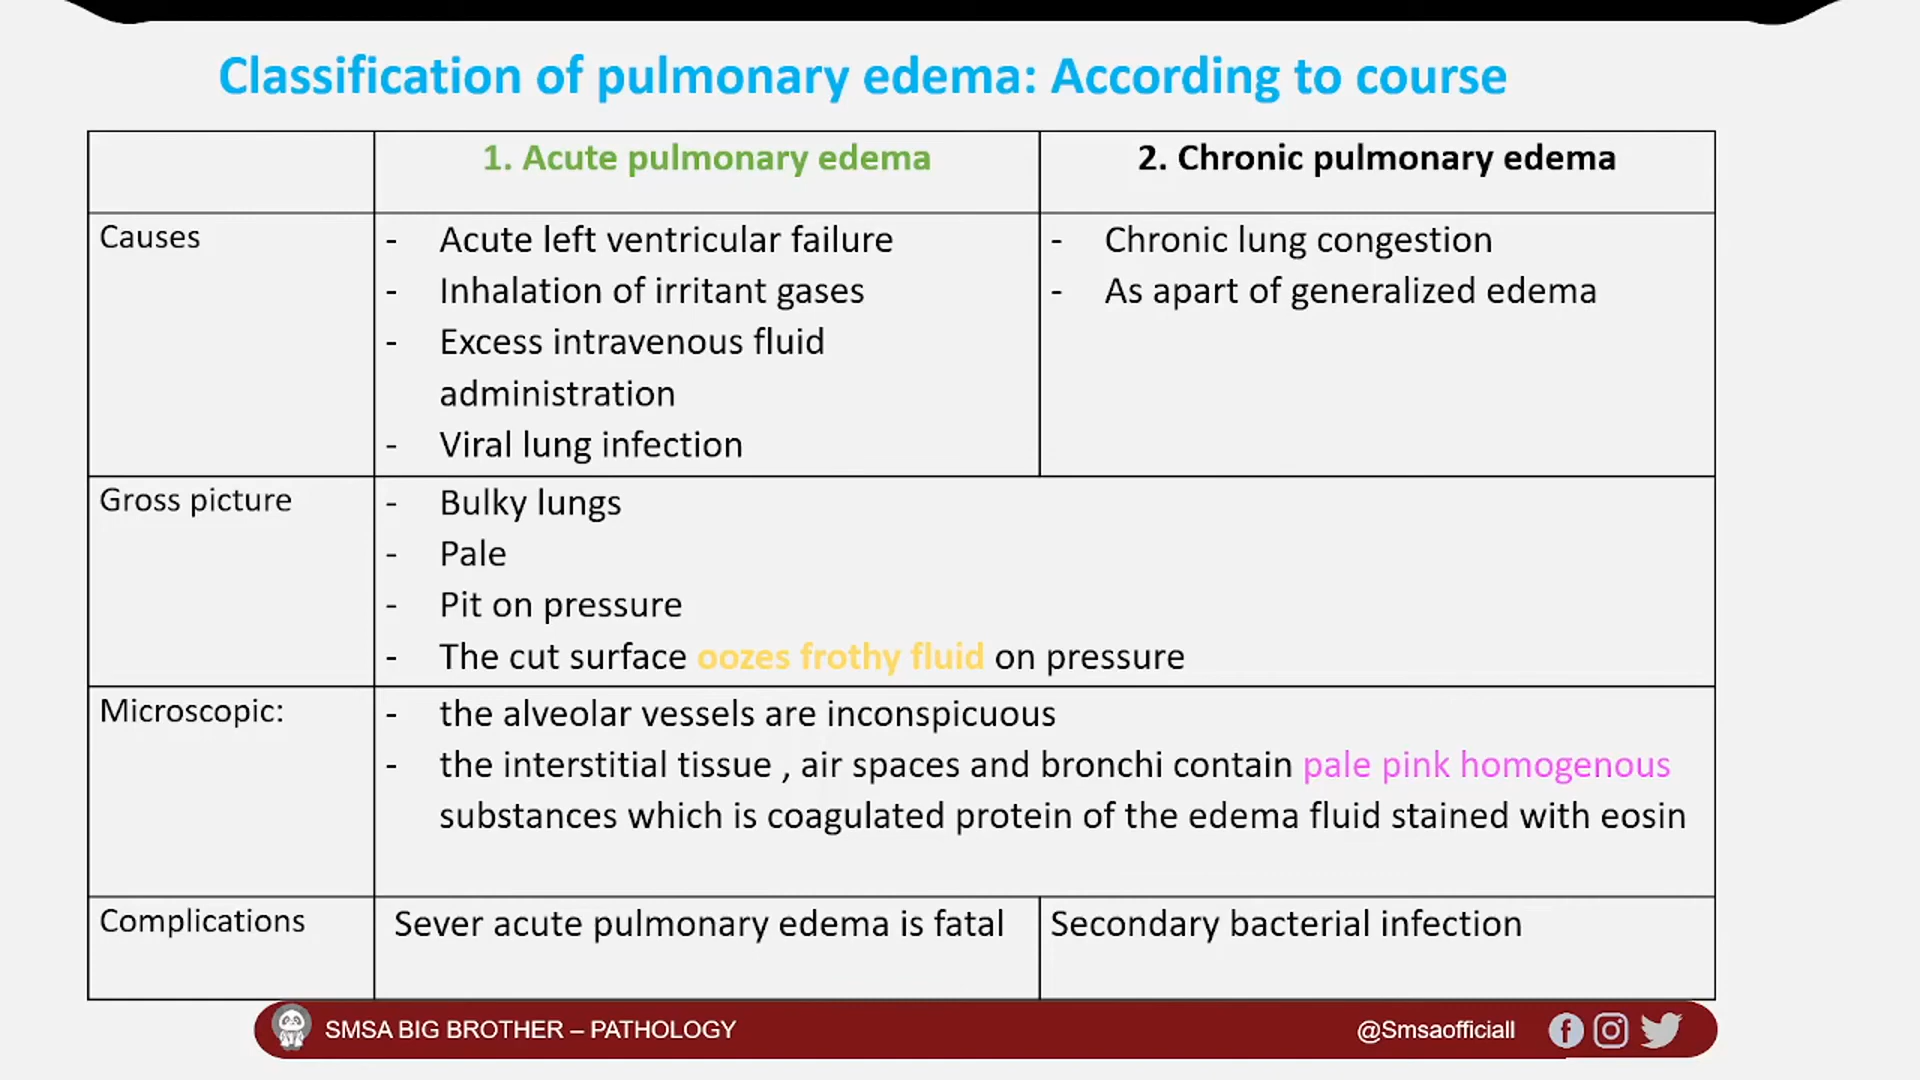 Classification of pulmonary edema: According to course
1. Acute pulmonary edema
2. Chronic pulmonary edema
Causes
- Acute left ventricular failure
- Inhalation of irritant gases
- Excess intravenous fluid
administration
- Viral lung infection
- Chronic lung congestion
- As apart of generalized edema
Gross picture
- Bulky lungs
- Pale
- Pit on pressure
- The cut surface oozes frothy fluid on pressure
Microscopic:
- the alveolar vessels are inconspicuous
- the interstitial tissue , air spaces and bronchi contain pale pink homogenous
substances which is coagulated protein of the edema fluid stained with eosin
Complications
Sever acute pulmonary edema is fatal
Secondary bacterial infection
SMSA BIG BROTHER – PATHOLOGY
@Smsaofficiall